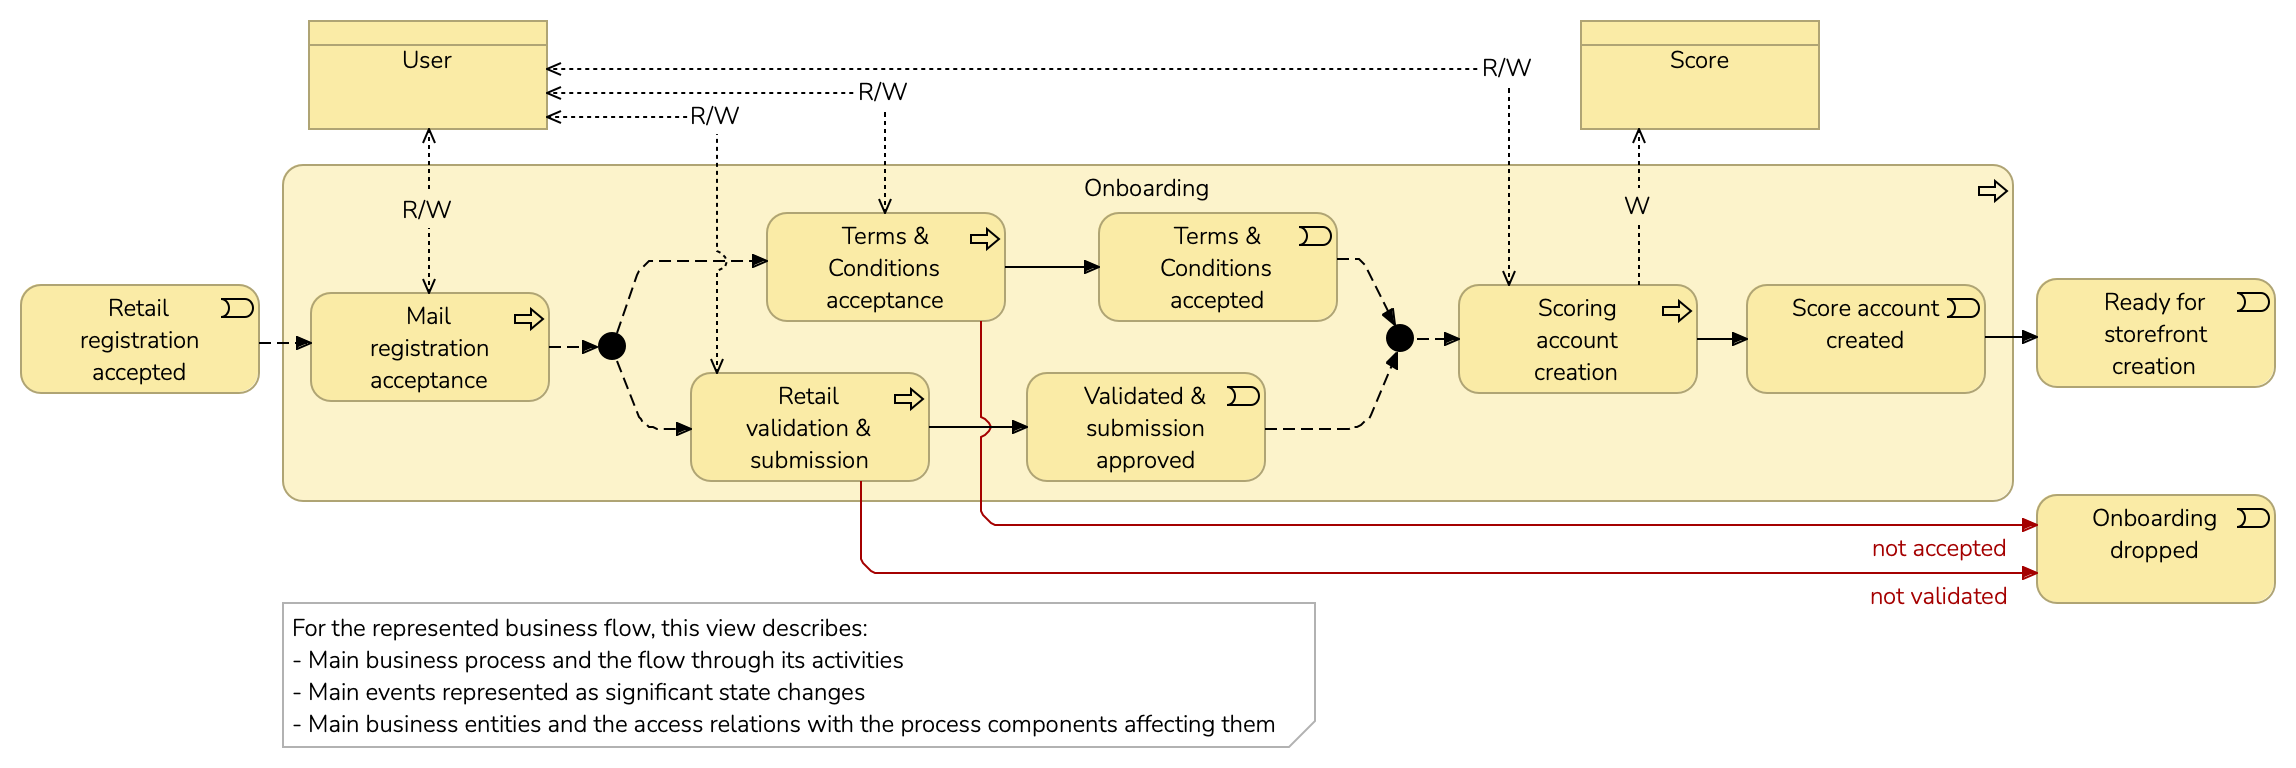 User
Score
R/W
R/W
R/W
Onboarding
R/W
W
Terms &
Conditions
acceptance
Terms &
Conditions
accepted
Retail
registration
accepted
Mail
registration
acceptance
Scoring
account
creation
Score account
created
Ready for
storefront
creation
Retail
validation &
submission
Validated &
submission
approved
Onboarding
dropped
not accepted
not validated
For the represented business flow, this view describes:
- Main business process and the flow through its activities
- Main events represented as significant state changes
- Main business entities and the access relations with the process components affecting them